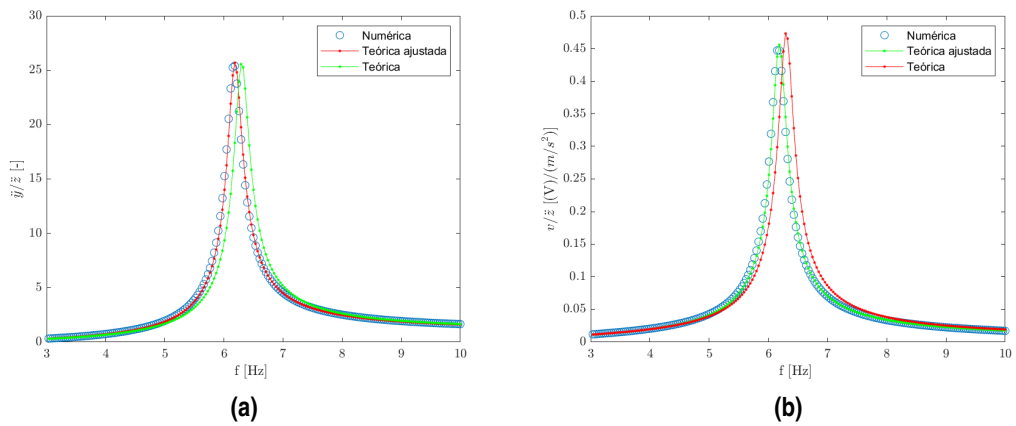 30
25
20
15
10
5
0
ÿ/z̈ [-]
Numérica
Teórica ajustada
Teórica
3 4 5 6 7 8 9 10
f [Hz]
(a)
0.5
0.45
0.4
0.35
0.3
0.25
0.2
0.15
0.1
0.05
0
v/z̈ [(V)/(m/s²)]
Numérica
Teórica ajustada
Teórica
3 4 5 6 7 8 9 10
f [Hz]
(b)